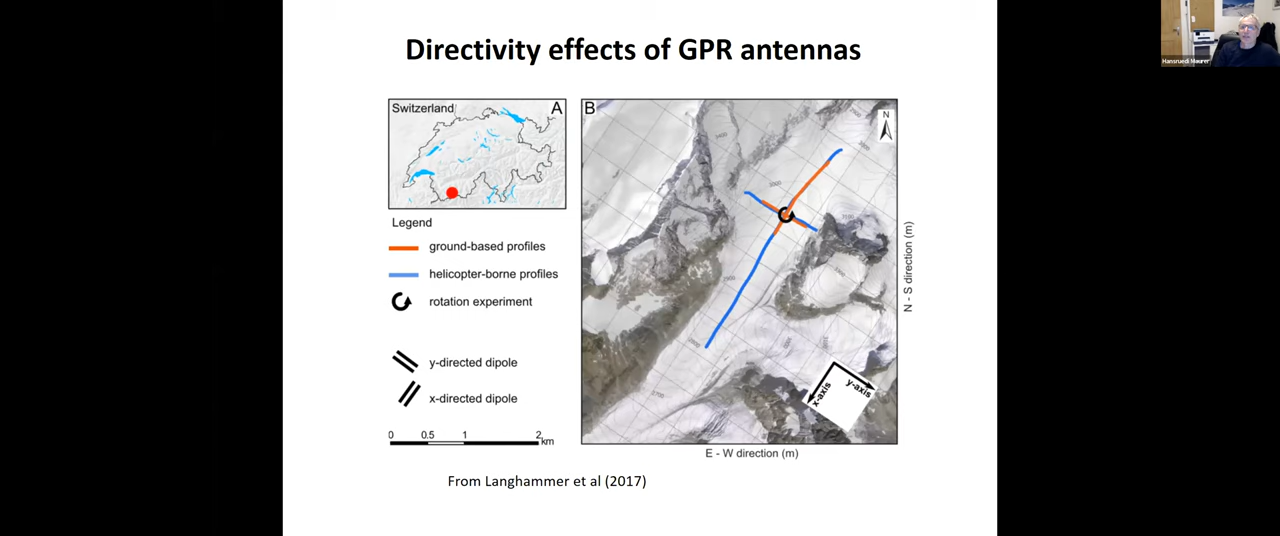 Directivity effects of GPR antennas
Hansruedi Maurer
Switzerland
A
B
N
Legend
ground-based profiles
helicopter-borne profiles
rotation experiment
y-directed dipole
x-directed dipole
0 0.5 1 2 km
3000
x-axis
y-axis
N - S direction (m)
E - W direction (m)
From Langhammer et al (2017)